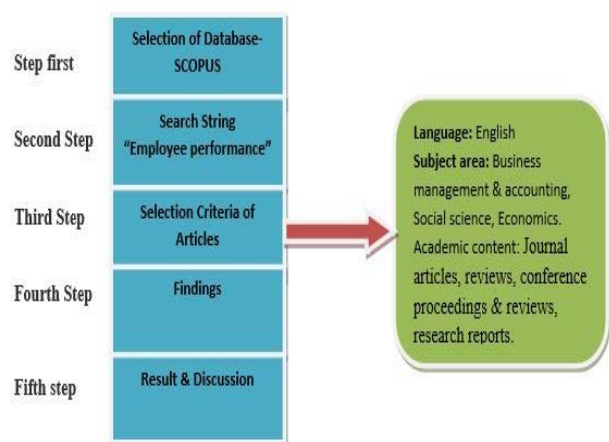 Step first
Selection of Database-
SCOPUS
Second Step
Search String
"Employee performance"
Third Step
Selection Criteria of
Articles
Fourth Step
Findings
Fifth step
Result & Discussion
Language: English
Subject area: Business
management & accounting,
Social science, Economics.
Academic content: Journal
articles, reviews, conference
proceedings & reviews,
research reports.